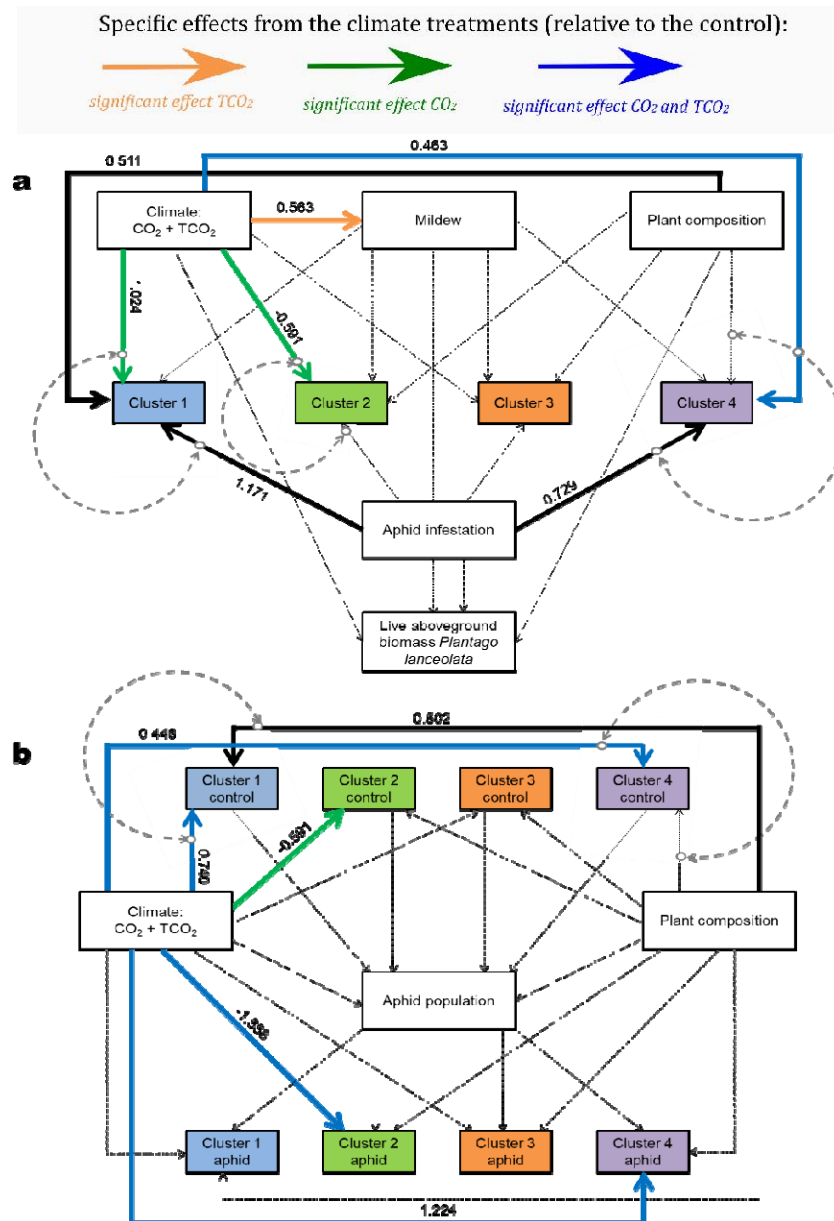 Specific effects from the climate treatments (relative to the control):
significant effect TCO₂
significant effect CO₂
significant effect CO₂ and TCO₂
0.463
0.511
a
Climate:
CO₂ + TCO₂
0.563
Mildew
Plant composition
1.024
-0.591
Cluster 1
Cluster 2
Cluster 3
Cluster 4
1.171
0.729
Aphid infestation
Live aboveground
biomass Plantago
lanceolata
0.802
0.446
b
Cluster 1
control
Cluster 2
control
Cluster 3
control
Cluster 4
control
0.740
-0.591
Climate:
CO₂ + TCO₂
Plant composition
Aphid population
Cluster 1
aphid
Cluster 2
aphid
Cluster 3
aphid
Cluster 4
aphid
1.224